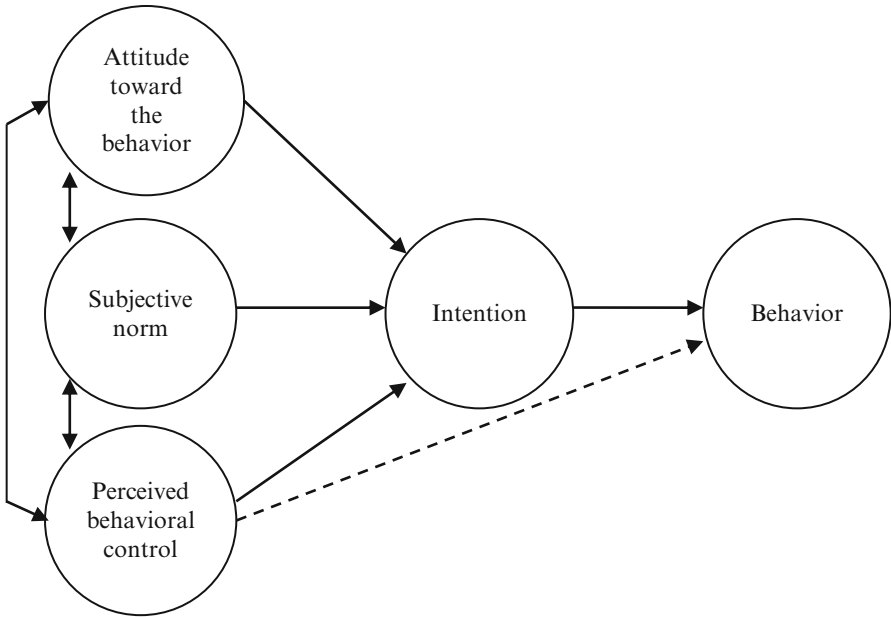 Attitude
toward
the
behavior
Subjective
norm
Intention
Behavior
Perceived
behavioral
control